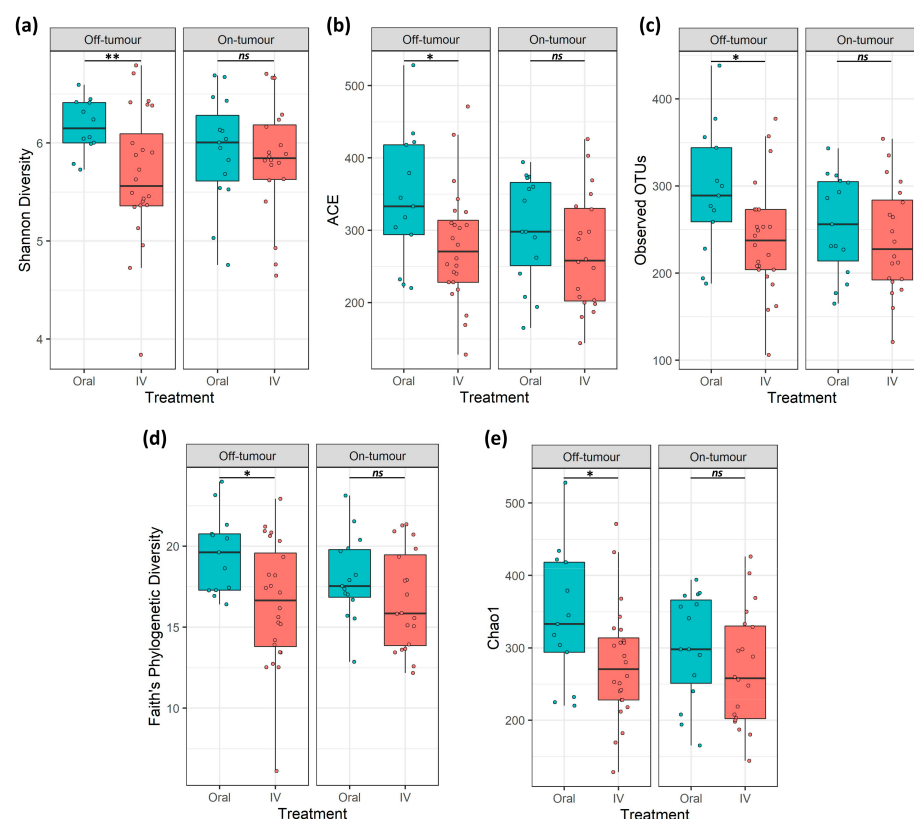 (a)
Off-tumour
On-tumour
**
ns
Shannon Diversity
6
5
4
Oral
IV
Oral
IV
Treatment
(b)
Off-tumour
On-tumour
*
ns
ACE
500
400
300
200
Oral
IV
Oral
IV
Treatment
(c)
Off-tumour
On-tumour
*
ns
Observed OTUs
400
300
200
100
Oral
IV
Oral
IV
Treatment
(d)
Off-tumour
On-tumour
*
ns
Faith's Phylogenetic Diversity
20
15
10
Oral
IV
Oral
IV
Treatment
(e)
Off-tumour
On-tumour
*
ns
Chao1
500
400
300
200
Oral
IV
Oral
IV
Treatment